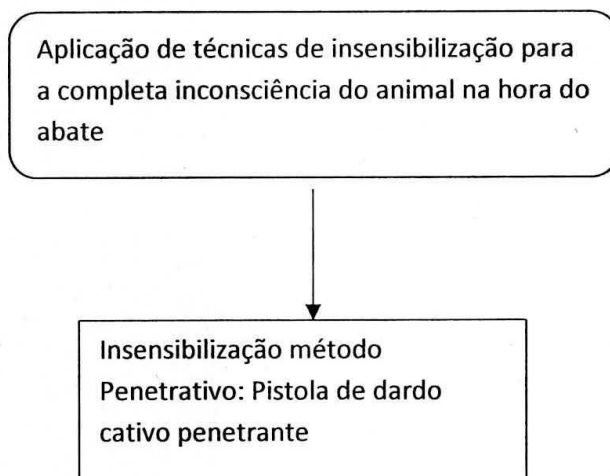 Aplicação de técnicas de insensibilização para
a completa inconsciência do animal na hora do
abate
Insensibilização método
Penetrativo: Pistola de dardo
cativo penetrante